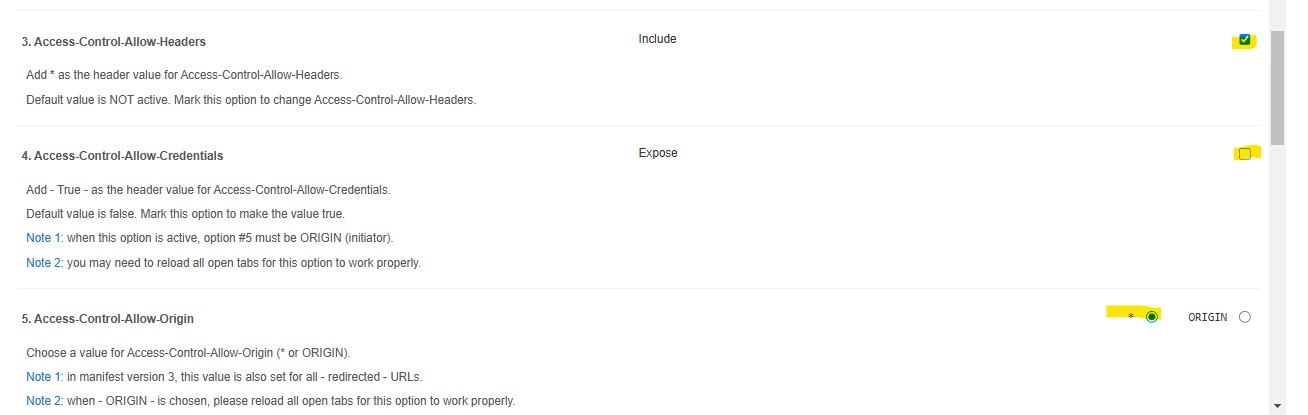 3. Access-Control-Allow-Headers Include
Add * as the header value for Access-Control-Allow-Headers.
Default value is NOT active. Mark this option to change Access-Control-Allow-Headers.
4. Access-Control-Allow-Credentials Expose
Add - True - as the header value for Access-Control-Allow-Credentials.
Default value is false. Mark this option to make the value true.
Note 1: when this option is active, option #5 must be ORIGIN (initiator).
Note 2: you may need to reload all open tabs for this option to work properly.
5. Access-Control-Allow-Origin * ORIGIN
Choose a value for Access-Control-Allow-Origin (* or ORIGIN).
Note 1: in manifest version 3, this value is also set for all - redirected - URLs.
Note 2: when - ORIGIN - is chosen, please reload all open tabs for this option to work properly.